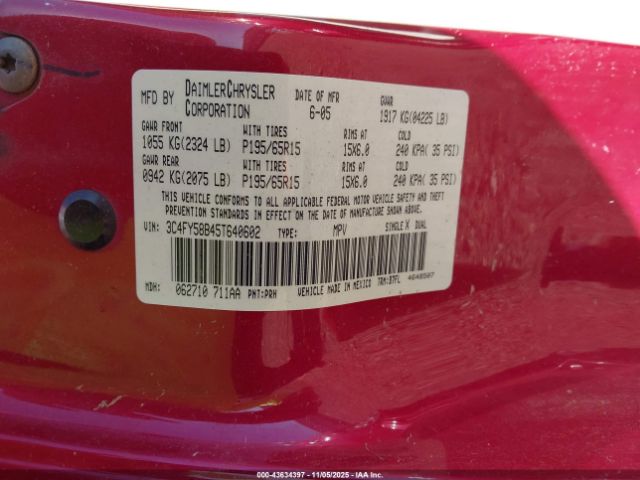 MFD BY DAIMLERCHRYSLER CORPORATION DATE OF MFR 6-05 GVWR 1917 KG(04225 LB)
GAWR FRONT WITH TIRES RIMS AT COLD
1055 KG(2324 LB) P195/65R15 15X6.0 240 KPA( 35 PSI)
GAWR REAR WITH TIRES RIMS AT COLD
0942 KG(2075 LB) P195/65R15 15X6.0 240 KPA( 35 PSI)
THIS VEHICLE CONFORMS TO ALL APPLICABLE FEDERAL MOTOR VEHICLE SAFETY AND THEFT
PREVENTION STANDARDS IN EFFECT ON THE DATE OF MANUFACTURE SHOWN ABOVE.
VIN: 3C4FY58B45T640602 TYPE: MPV SINGLE X DUAL
MDH: 062710 711AA PNT:PRH VEHICLE MADE IN MEXICO TRM:B7FL 4648507
000-43634397 - 11/05/2025 - IAA, Inc.